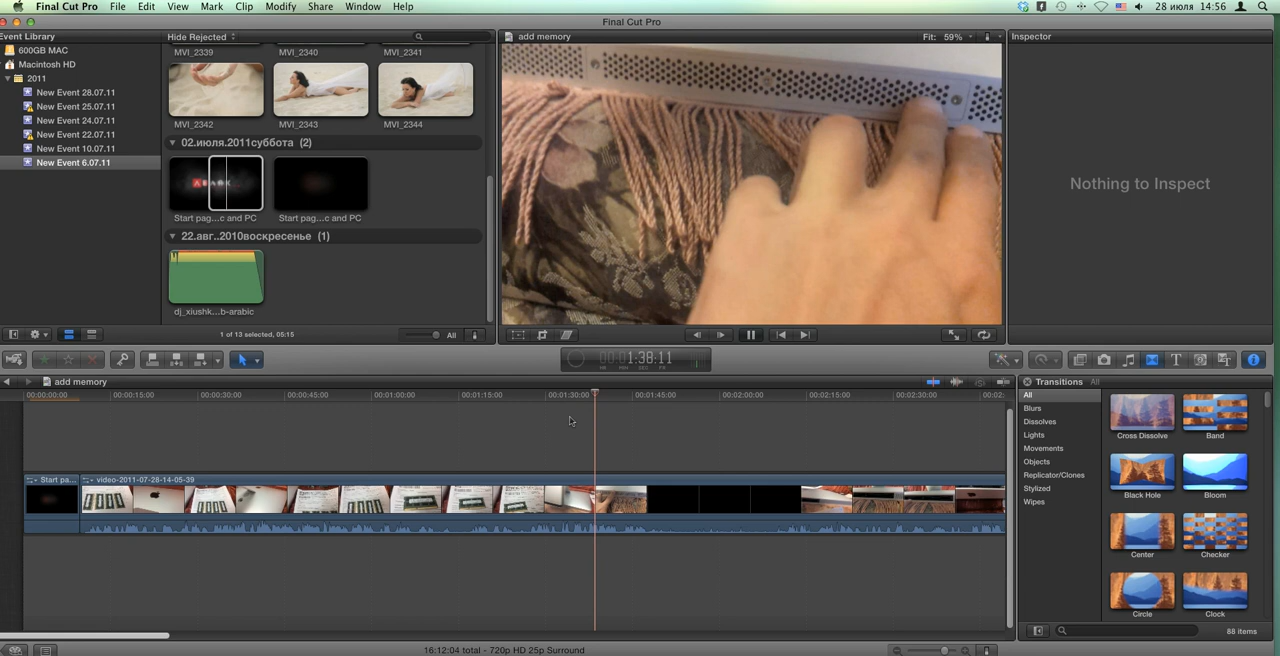 Final Cut Pro File Edit View Mark Clip Modify Share Window Help 28 июля 14:56
Final Cut Pro
Event Library
Hide Rejected
add memory
Fit: 59%
Inspector
600GB MAC
Macintosh HD
2011
New Event 28.07.11
New Event 25.07.11
New Event 24.07.11
New Event 22.07.11
New Event 10.07.11
New Event 6.07.11
MVI_2339 MVI_2340 MVI_2341
MVI_2342 MVI_2343 MVI_2344
02.июля.2011суббота (2)
Start pag...c and PC Start pag...c and PC
22.авг..2010воскресенье (1)
dj_xiushk...b-arabic
Nothing to Inspect
1 of 13 selected, 05:15
All
1:38:11
add memory
00:00:00:00 00:00:15:00 00:00:30:00 00:00:45:00 00:01:00:00 00:01:15:00 00:01:30:00 00:01:45:00 00:02:00:00 00:02:15:00 00:02:30:00 00:02:
Start pa...
video-2011-07-28-14-05-39
Transitions All
All
Blurs
Dissolves
Lights
Movements
Objects
Replicator/Clones
Stylized
Wipes
Cross Dissolve Band
Black Hole Bloom
Center Checker
Circle Clock
88 items
16:12:04 total - 720p HD 25p Surround